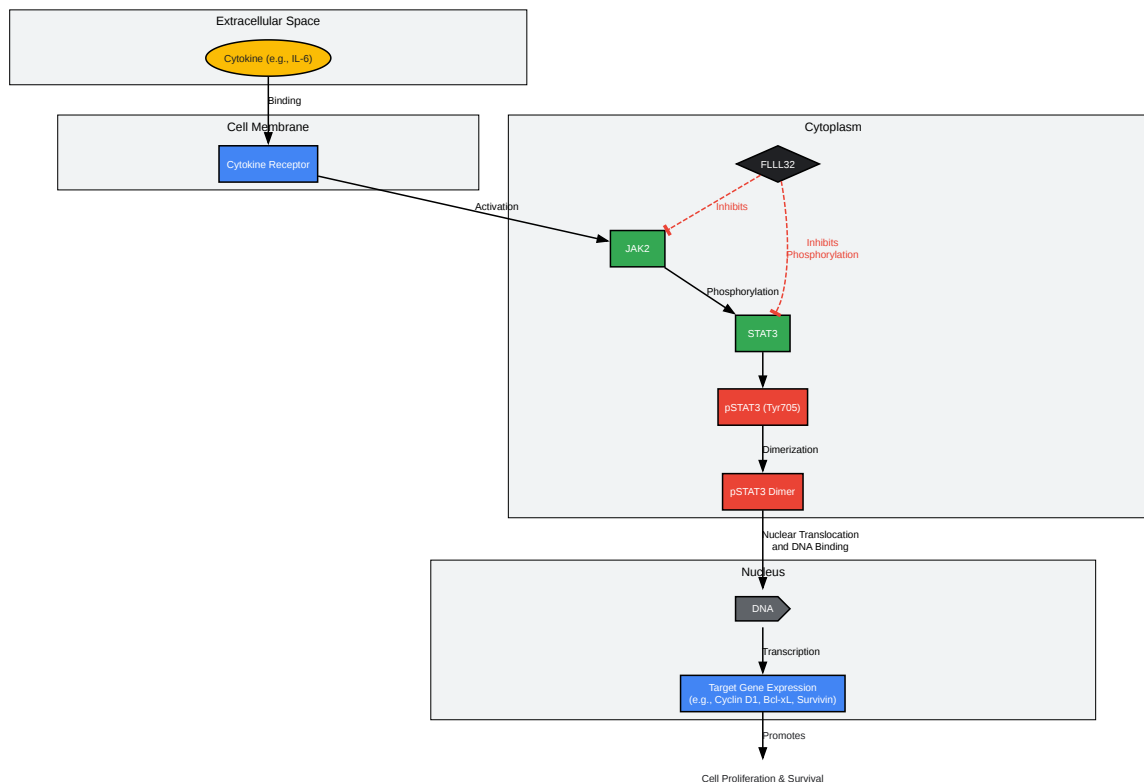 Extracellular Space
Cytokine (e.g., IL-6)
Binding
Cell Membrane
Cytokine Receptor
Activation
Cytoplasm
FLLL32
Inhibits
Inhibits
Phosphorylation
JAK2
Phosphorylation
STAT3
pSTAT3 (Tyr705)
Dimerization
pSTAT3 Dimer
Nuclear Translocation
and DNA Binding
Nucleus
DNA
Transcription
Target Gene Expression
(e.g., Cyclin D1, Bcl-xL, Survivin)
Promotes
Cell Proliferation & Survival